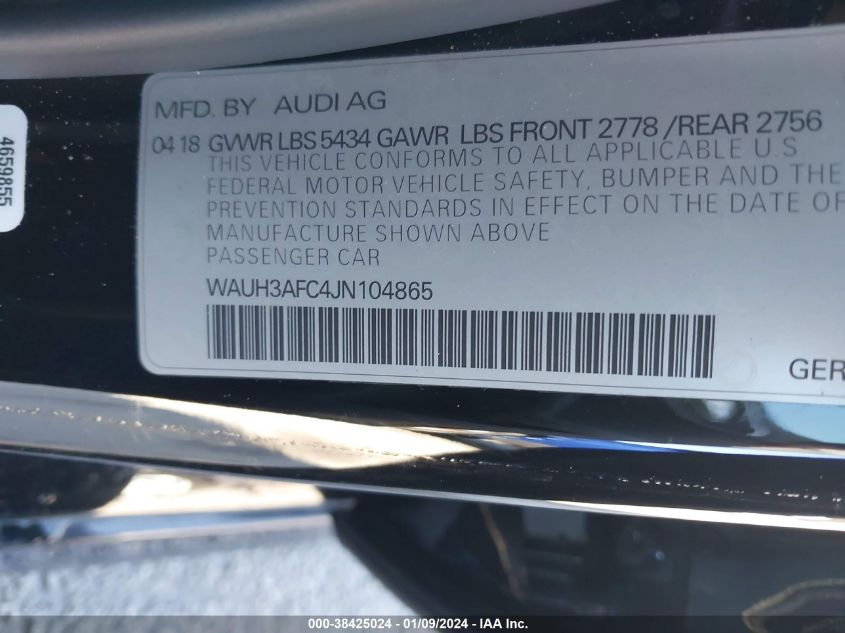 MFD. BY AUDI AG
04 18 GVWR LBS 5434 GAWR LBS FRONT 2778 /REAR 2756
THIS VEHICLE CONFORMS TO ALL APPLICABLE U.S
FEDERAL MOTOR VEHICLE SAFETY, BUMPER AND THE
PREVENTION STANDARDS IN EFFECT ON THE DATE OF
MANUFACTURE SHOWN ABOVE
PASSENGER CAR
WAUH3AFC4JN104865
GER
4659855
000-38425024 - 01/09/2024 - IAA Inc.